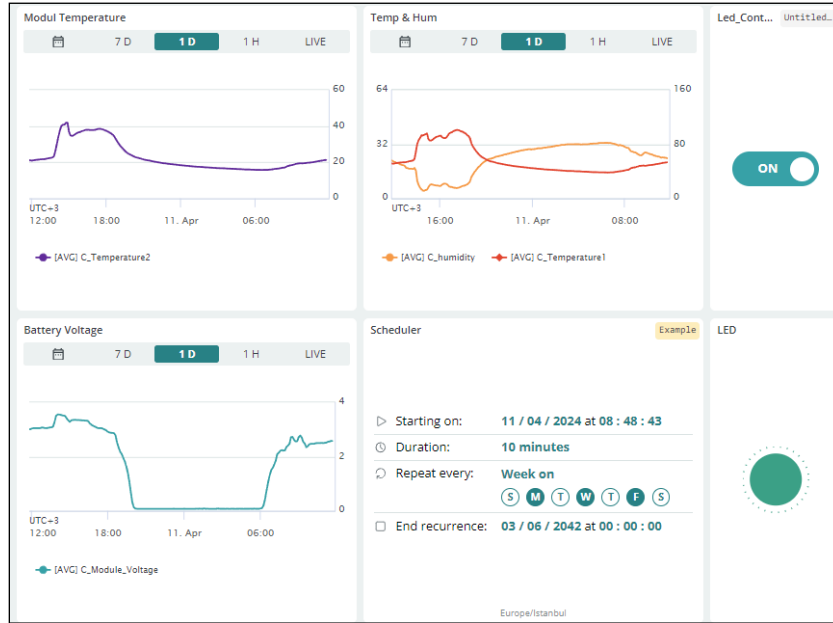 Modul Temperature
7 D 1 D 1 H LIVE
60
40
20
0
UTC+3
12:00 18:00 11. Apr 06:00
[AVG] C_Temperature2
Temp & Hum
7 D 1 D 1 H LIVE
64 160
32 80
0 0
UTC+3
16:00 11. Apr 08:00
[AVG] C_humidity [AVG] C_Temperature1
Led_Cont... Untitled...
ON
Battery Voltage
7 D 1 D 1 H LIVE
4
2
0
UTC+3
12:00 18:00 11. Apr 06:00
[AVG] C_Module_Voltage
Scheduler Example
Starting on: 11 / 04 / 2024 at 08 : 48 : 43
Duration: 10 minutes
Repeat every: Week on
S M T W T F S
End recurrence: 03 / 06 / 2042 at 00 : 00 : 00
Europe/Istanbul
LED